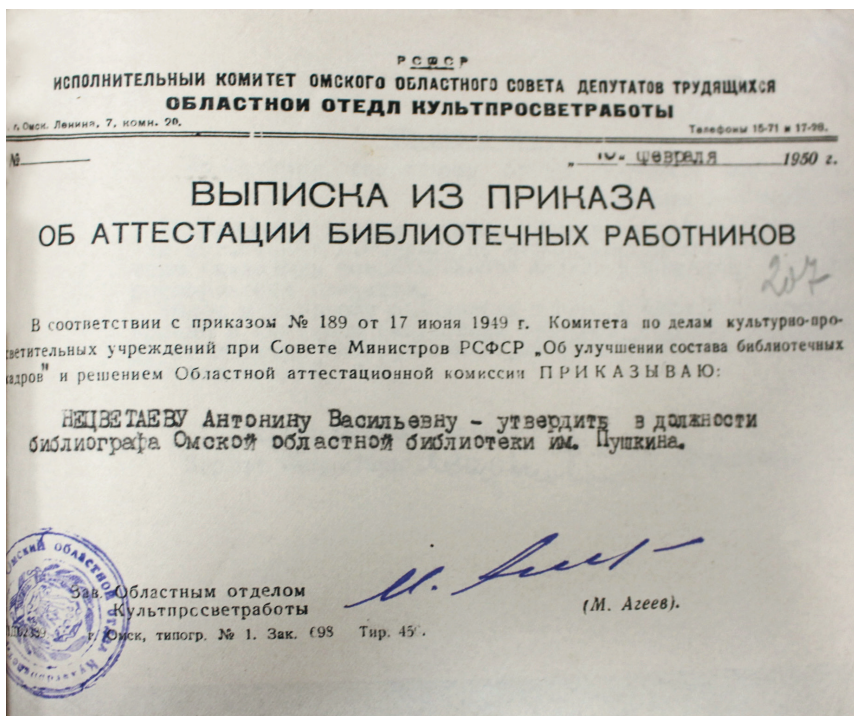 РСФСР
ИСПОЛНИТЕЛЬНЫЙ КОМИТЕТ ОМСКОГО ОБЛАСТНОГО СОВЕТА ДЕПУТАТОВ ТРУДЯЩИХСЯ
ОБЛАСТНОЙ ОТЕДЛ КУЛЬТПРОСВЕТРАБОТЫ
г. Омск. Ленина, 7, комн. 20.
Телефоны 15-71 и 17-98.
№
февраля 1950 г.
ВЫПИСКА ИЗ ПРИКАЗА
ОБ АТТЕСТАЦИИ БИБЛИОТЕЧНЫХ РАБОТНИКОВ
207
В соответствии с приказом № 189 от 17 июня 1949 г. Комитета по делам культурно-про-
светительных учреждений при Совете Министров РСФСР „Об улучшении состава библиотечных
кадров" и решением Областной аттестационной комиссии ПРИКАЗЫВАЮ:
НЕЦВЕТАЕВУ Антонину Васильевну - утвердить в должности
библиографа Омской областной библиотеки им. Пушкина.
Зав. Областным отделом
Культпросветработы
(М. Агеев).
г. Омск, типогр. № 1. Зак. 698 Тир.